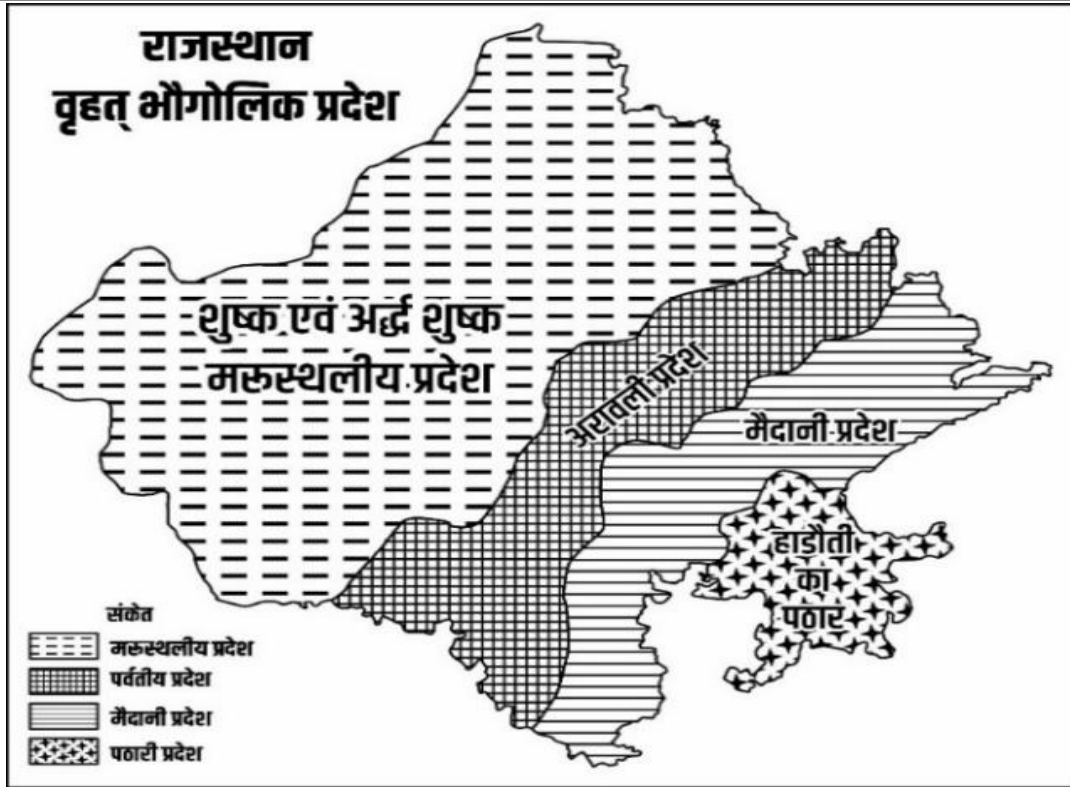 राजस्थान
वृहत् भौगोलिक प्रदेश
शुष्क एवं अर्द्ध शुष्क
मरुस्थलीय प्रदेश
अरावली प्रदेश
मैदानी प्रदेश
हाड़ौती
का
पठार
संकेत
मरुस्थलीय प्रदेश
पर्वतीय प्रदेश
मैदानी प्रदेश
पठारी प्रदेश